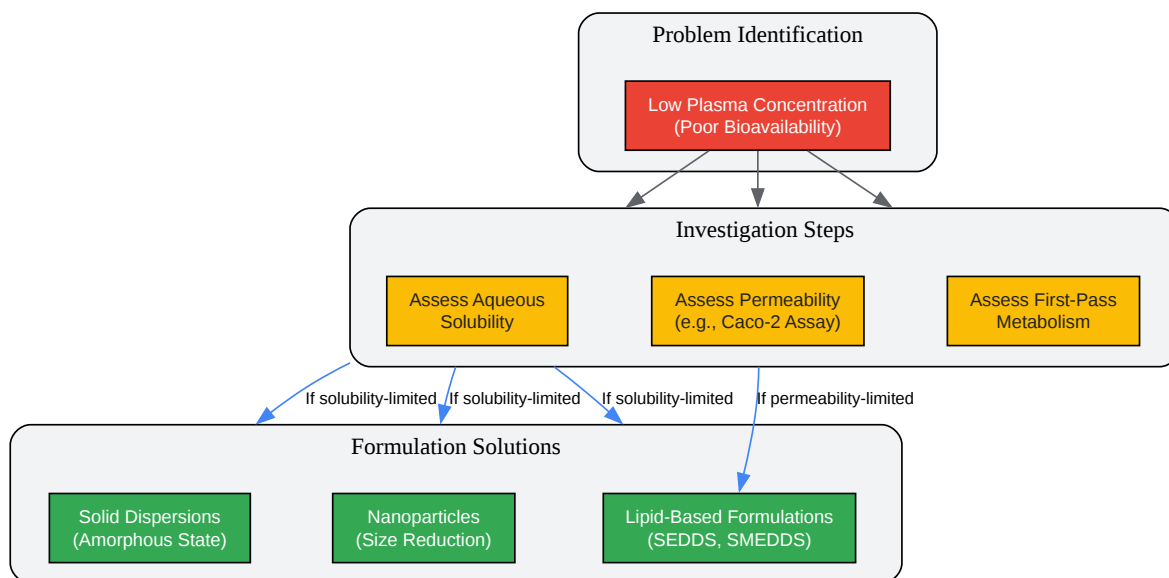 Problem Identification
Low Plasma Concentration
(Poor Bioavailability)
Investigation Steps
Assess Aqueous
Solubility
Assess Permeability
(e.g., Caco-2 Assay)
Assess First-Pass
Metabolism
If solubility-limited
If solubility-limited
If solubility-limited
If permeability-limited
Formulation Solutions
Solid Dispersions
(Amorphous State)
Nanoparticles
(Size Reduction)
Lipid-Based Formulations
(SEDDS, SMEDDS)